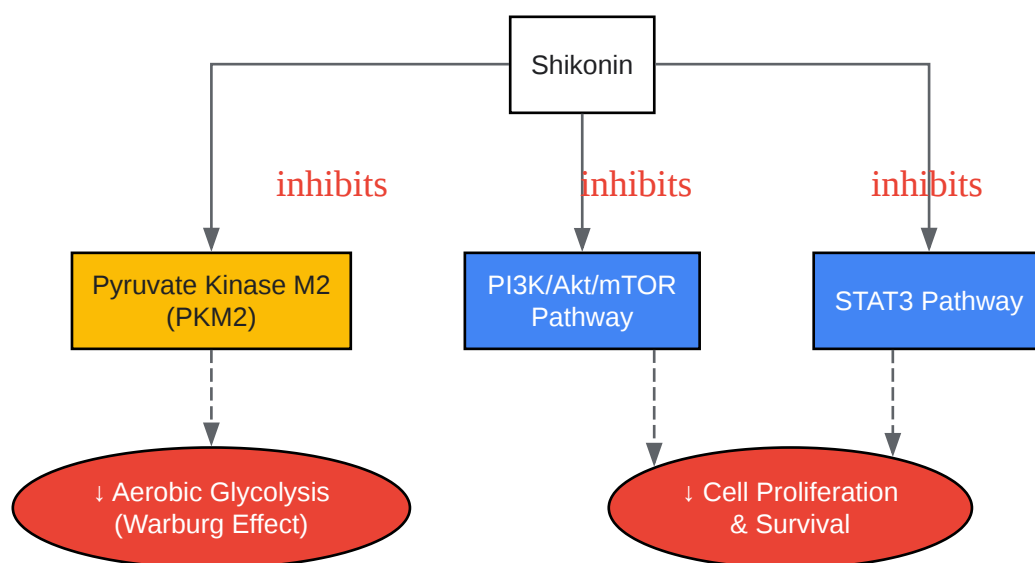 Shikonin
inhibits
inhibits
inhibits
Pyruvate Kinase M2
(PKM2)
PI3K/Akt/mTOR
Pathway
STAT3 Pathway
↓ Aerobic Glycolysis
(Warburg Effect)
↓ Cell Proliferation
& Survival